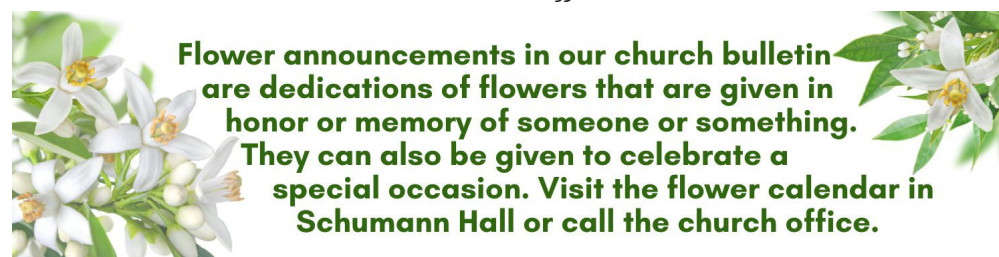 Flower announcements in our church bulletin
are dedications of flowers that are given in
honor or memory of someone or something.
They can also be given to celebrate a
special occasion. Visit the flower calendar in
Schumann Hall or call the church office.